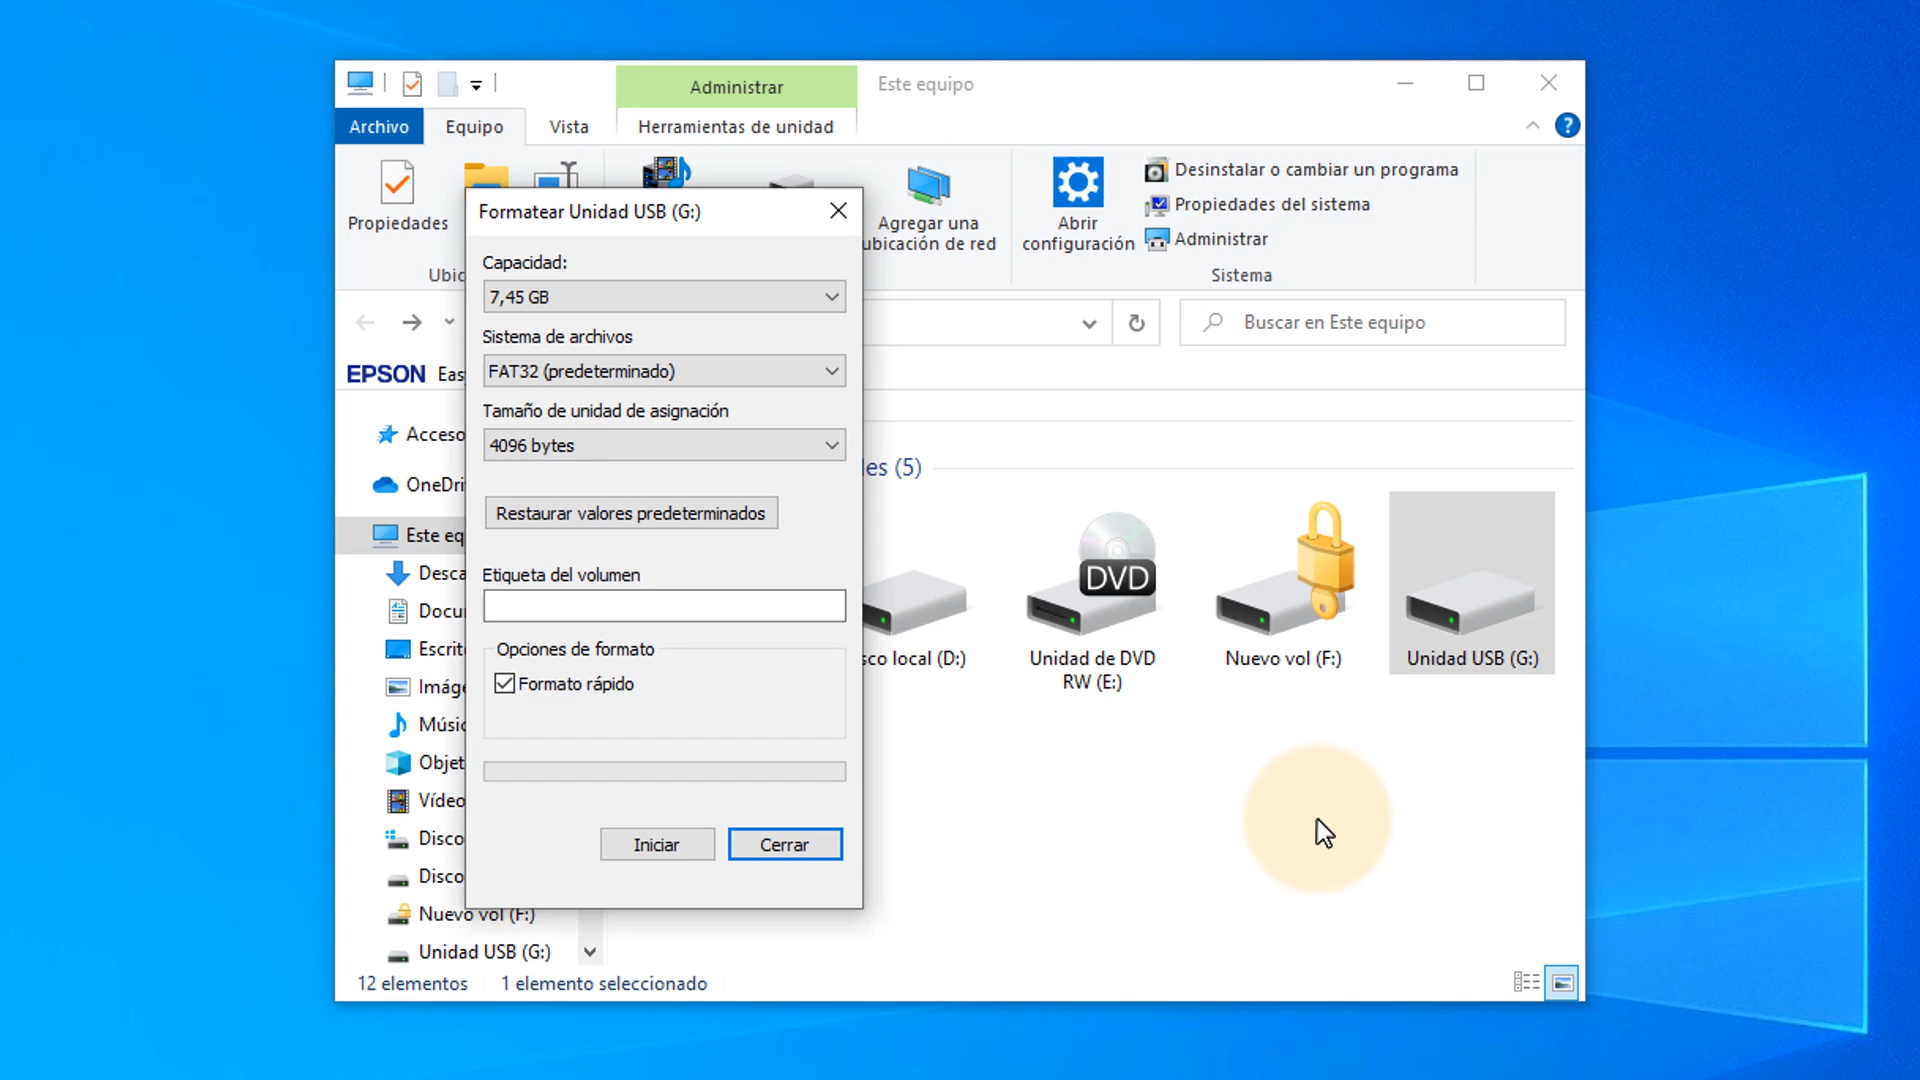 Administrar
Este equipo
Archivo
Equipo
Vista
Herramientas de unidad
?
Propiedades
Agregar una
ubicación de red
Abrir
configuración
Desinstalar o cambiar un programa
Propiedades del sistema
Administrar
Ubic
Sistema
Buscar en Este equipo
EPSON Eas
Formatear Unidad USB (G:)
Capacidad:
7,45 GB
Sistema de archivos
FAT32 (predeterminado)
Tamaño de unidad de asignación
4096 bytes
Restaurar valores predeterminados
Etiqueta del volumen
Opciones de formato
Formato rápido
Iniciar
Cerrar
Acceso
OneDri
Este eq
Desca
Docu
Escrit
Imáge
Músic
Objet
Vídeo
Disco
Disco
Nuevo vol (F:)
Unidad USB (G:)
les (5)
sco local (D:)
DVD
Unidad de DVD
RW (E:)
Nuevo vol (F:)
Unidad USB (G:)
12 elementos
1 elemento seleccionado